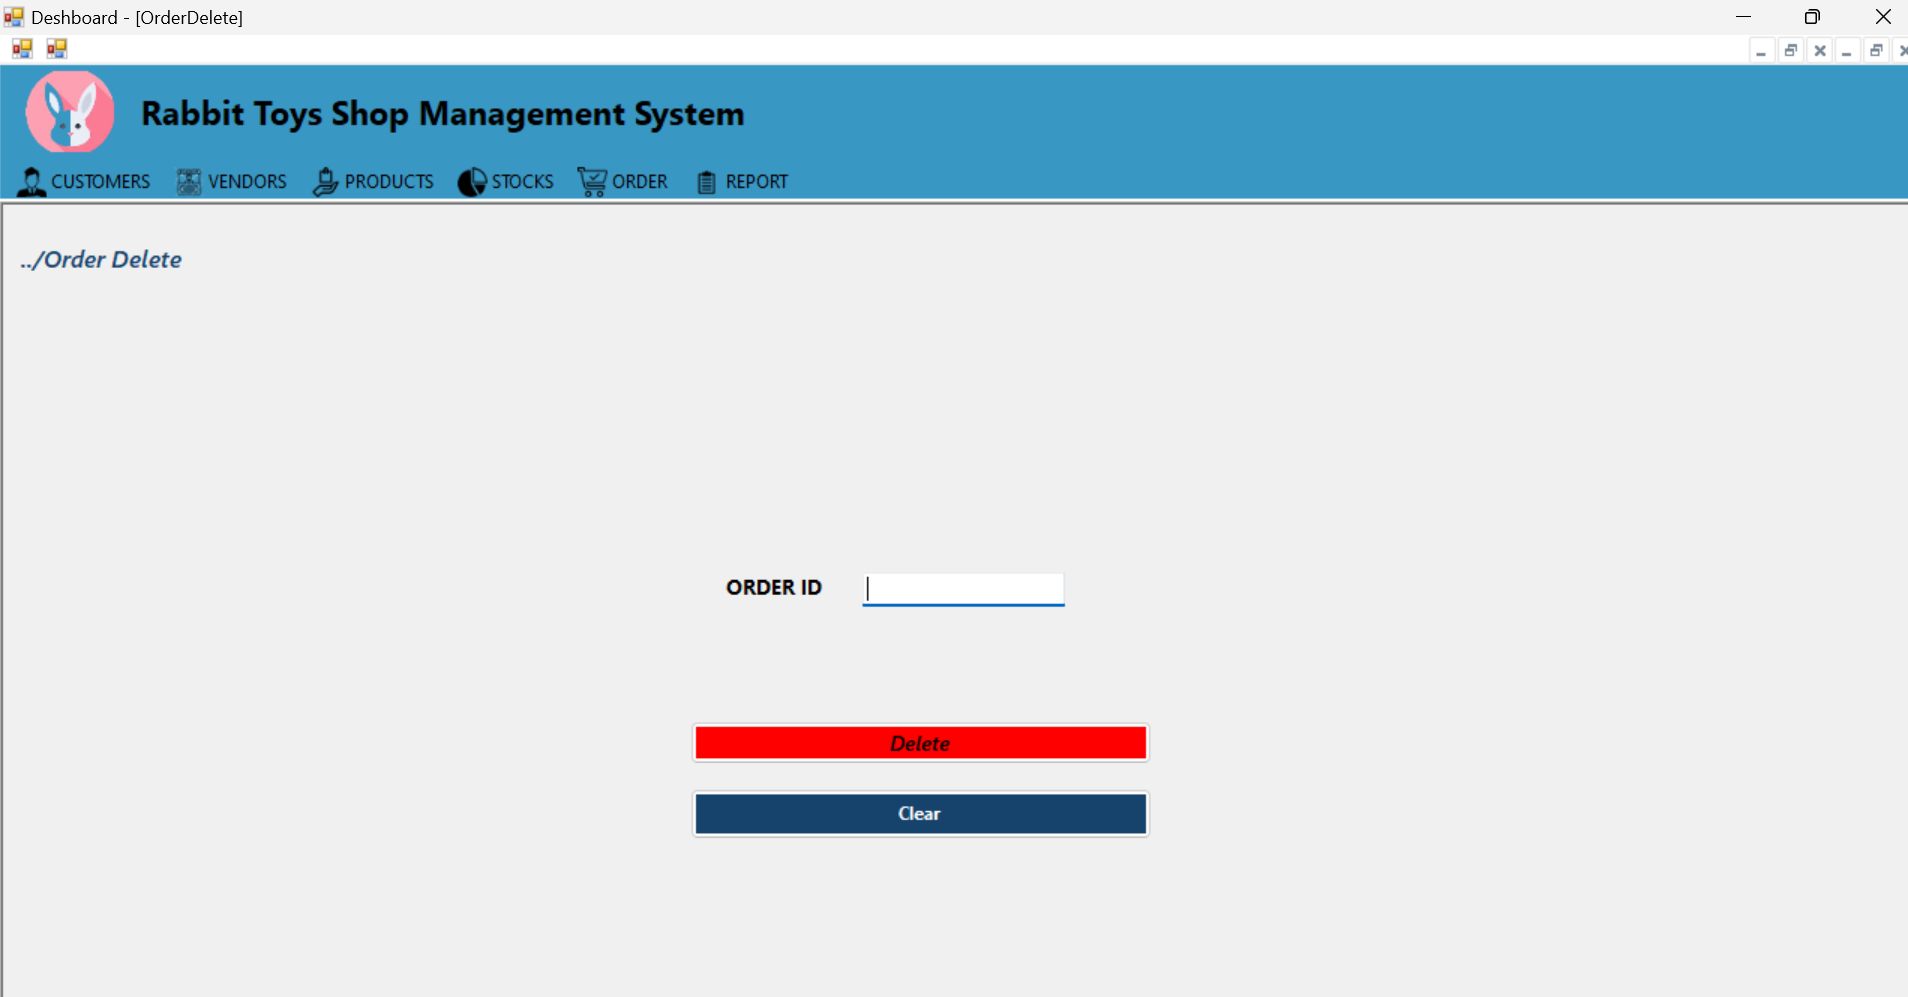 Deshboard - [OrderDelete]
Rabbit Toys Shop Management System
CUSTOMERS VENDORS PRODUCTS STOCKS ORDER REPORT
../Order Delete
ORDER ID
Delete
Clear